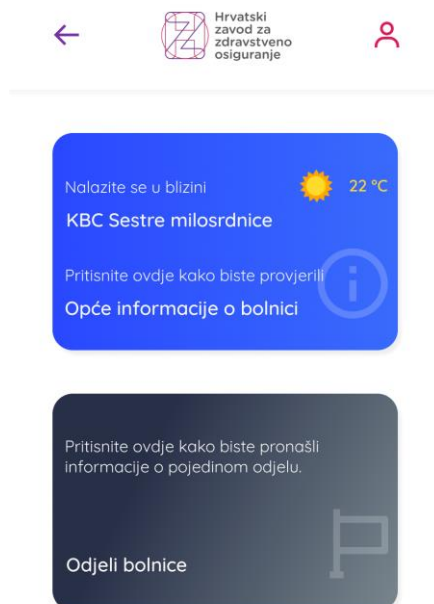 Hrvatski
zavod za
zdravstveno
osiguranje
Nalazite se u blizini
22 ºC
KBC Sestre milosrdnice
Pritisnite ovdje kako biste provjerili
Opće informacije o bolnici
Pritisnite ovdje kako biste pronašli
informacije o pojedinom odjelu.
Odjeli bolnice